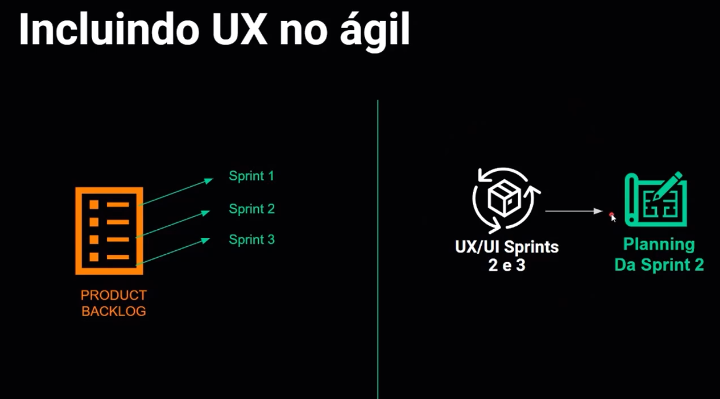 Incluindo UX no ágil
Sprint 1
Sprint 2
Sprint 3
PRODUCT
BACKLOG
UX/UI Sprints
2 e 3
Planning
Da Sprint 2